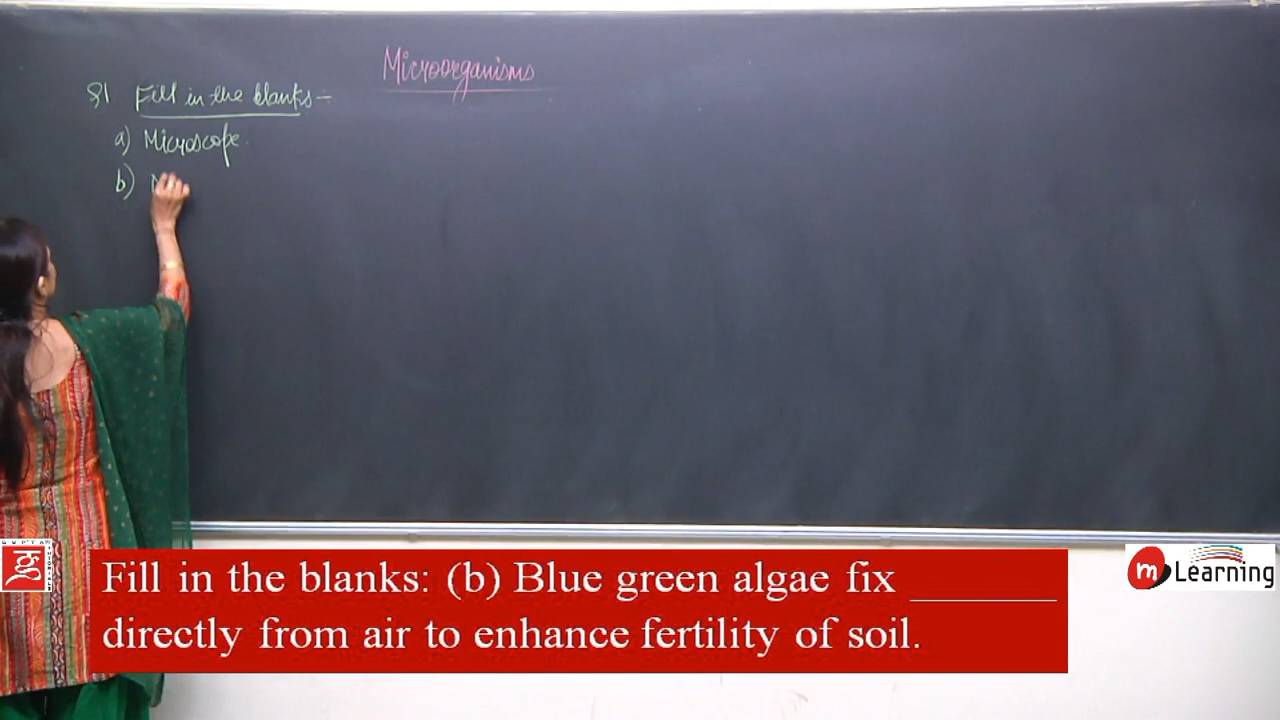 Microorganisms
Q1 Fill in the blanks:-
a) Microscope.
b)
GUPTA
m Learning
Fill in the blanks: (b) Blue green algae fix ________
directly from air to enhance fertility of soil.